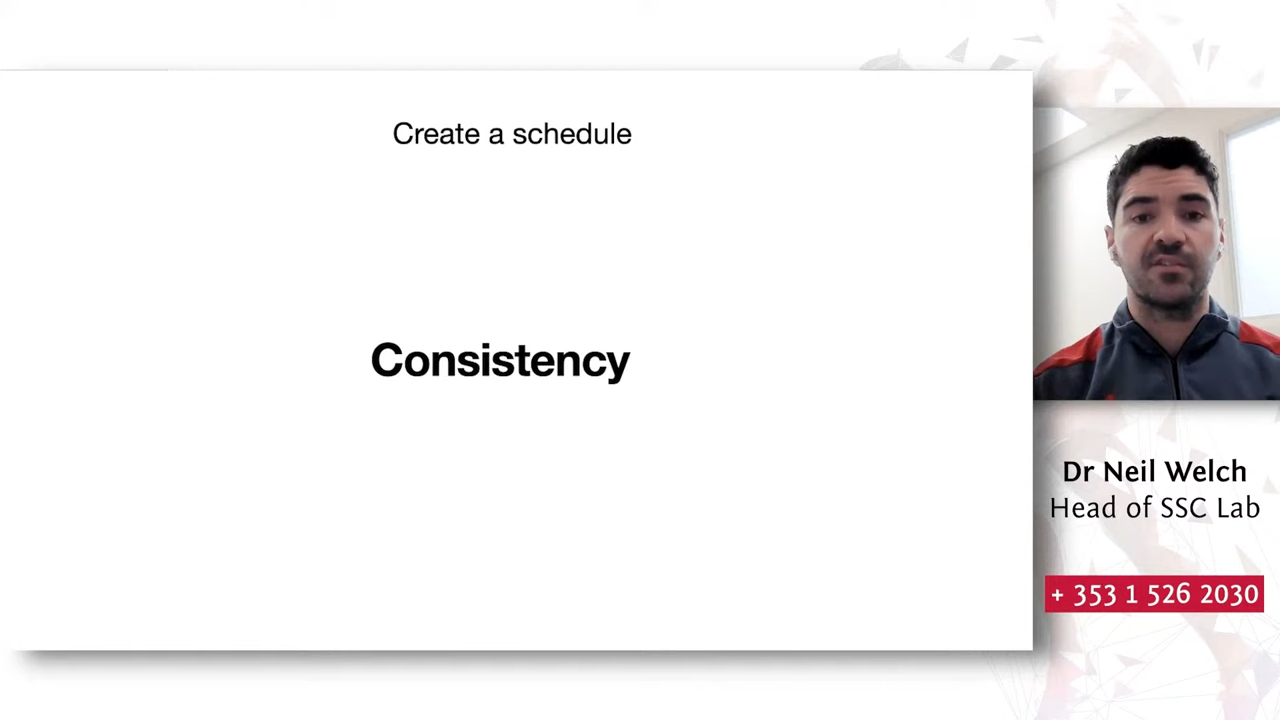 Create a schedule
Consistency
Dr Neil Welch
Head of SSC Lab
+ 353 1 526 2030